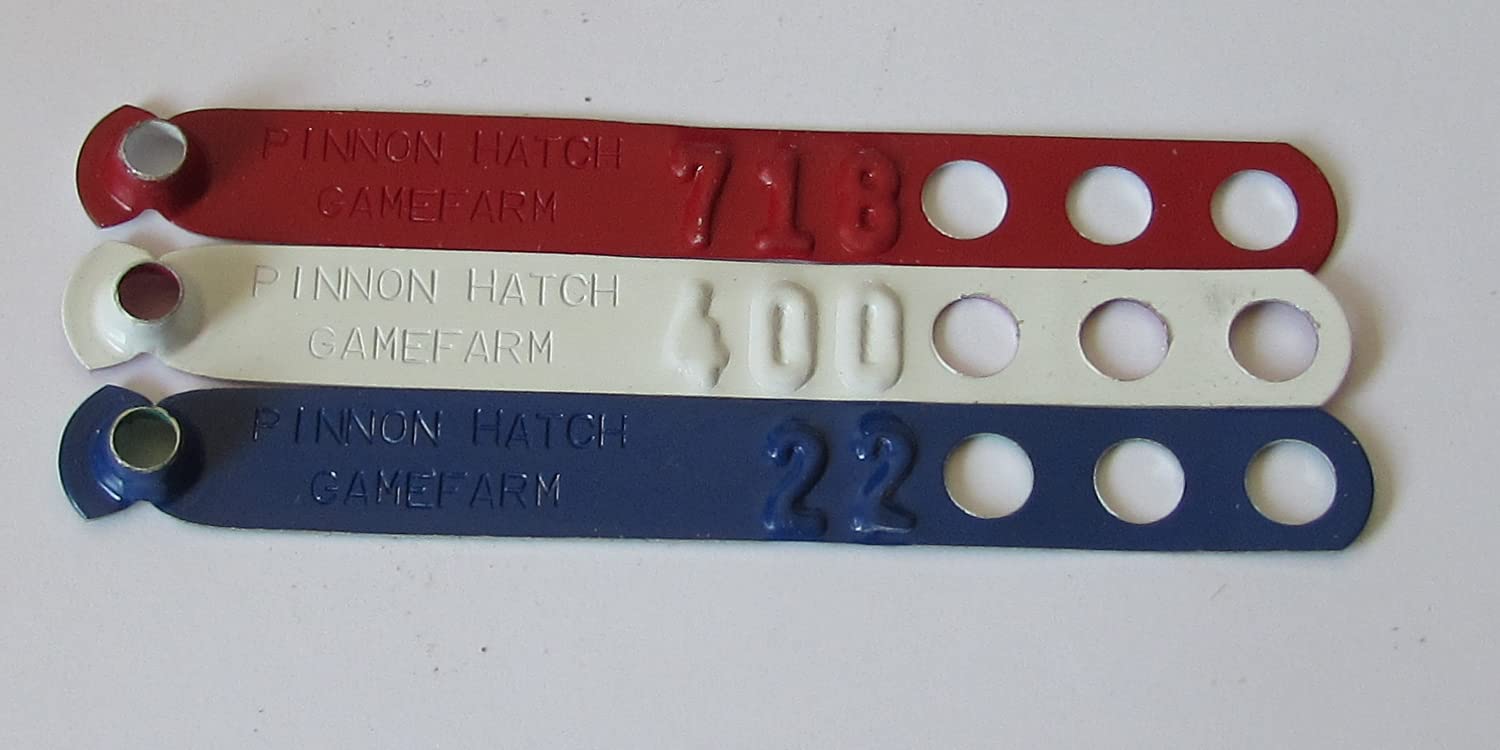 PINNON HATCH 718
GAMEFARM
PINNON HATCH 400
GAMEFARM
PINNON HATCH 22
GAMEFARM